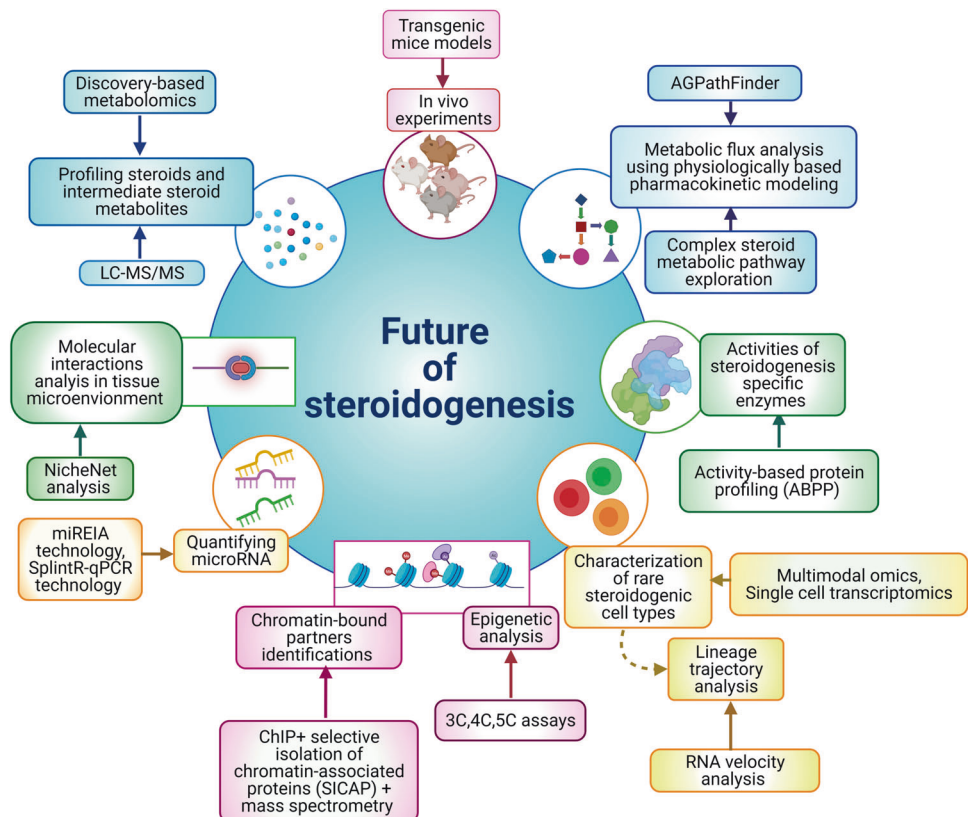 Transgenic
mice models
In vivo
experiments
Discovery-based
metabolomics
Profiling steroids and
intermediate steroid
metabolites
LC-MS/MS
AGPathFinder
Metabolic flux analysis
using physiologically based
pharmacokinetic modeling
Complex steroid
metabolic pathway
exploration
Future
of
steroidogenesis
Molecular
interactions
analyis in tissue
microenvionment
NicheNet
analysis
Activities of
steroidogenesis
specific
enzymes
Activity-based protein
profiling (ABPP)
miREIA
technology,
SplintR-qPCR
technology
Quantifying
microRNA
Chromatin-bound
partners
identifications
ChIP+ selective
isolation of
chromatin-associated
proteins (SICAP) +
mass spectrometry
Epigenetic
analysis
3C,4C,5C assays
Characterization
of rare
steroidogenic
cell types
Multimodal omics,
Single cell transcriptomics
Lineage
trajectory
analysis
RNA velocity
analysis